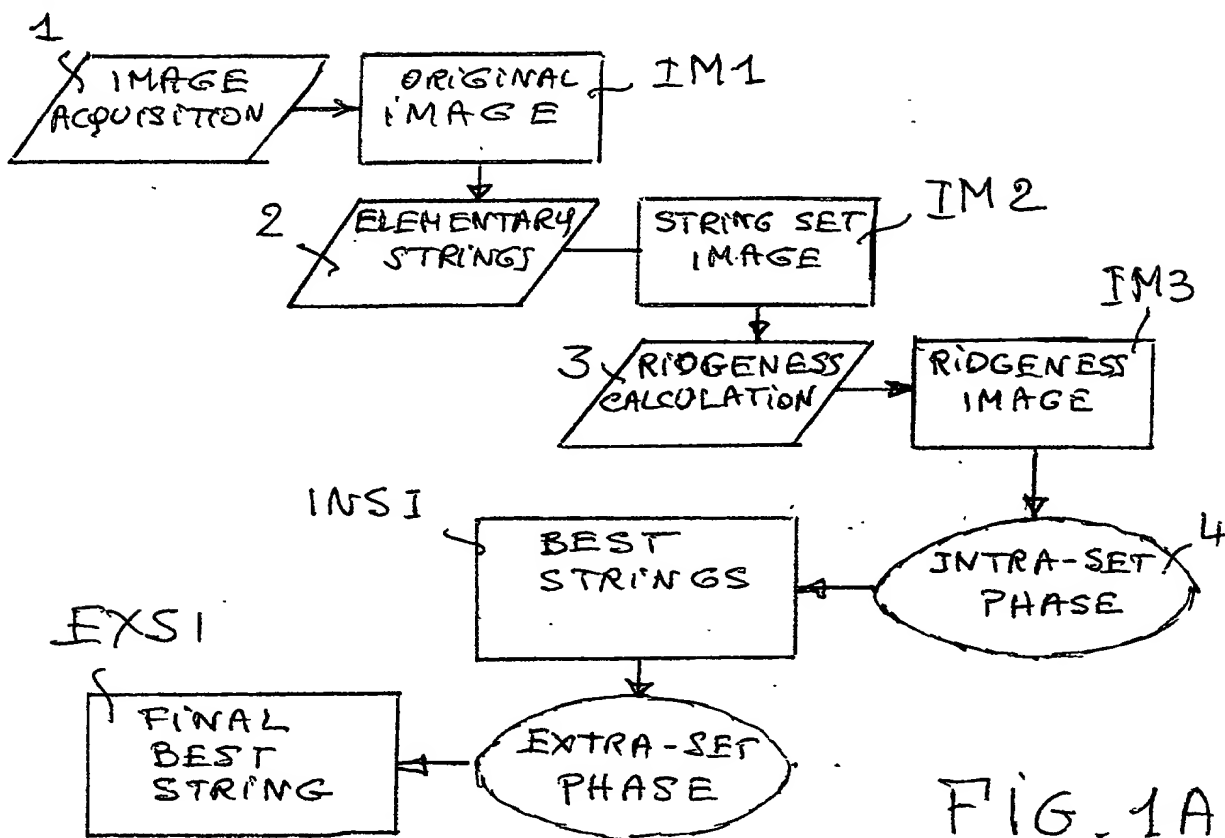 1
IMAGE
ACQUISITION
ORIGINAL
IMAGE
IM1
2
ELEMENTARY
STRINGS
STRING SET
IMAGE
IM2
3
RIDGENESS
CALCULATION
RIDGENESS
IMAGE
IM3
INTRA-SET
PHASE
4
INSI
BEST
STRINGS
EXSI
FINAL
BEST
STRING
EXTRA-SET
PHASE
FIG. 1A